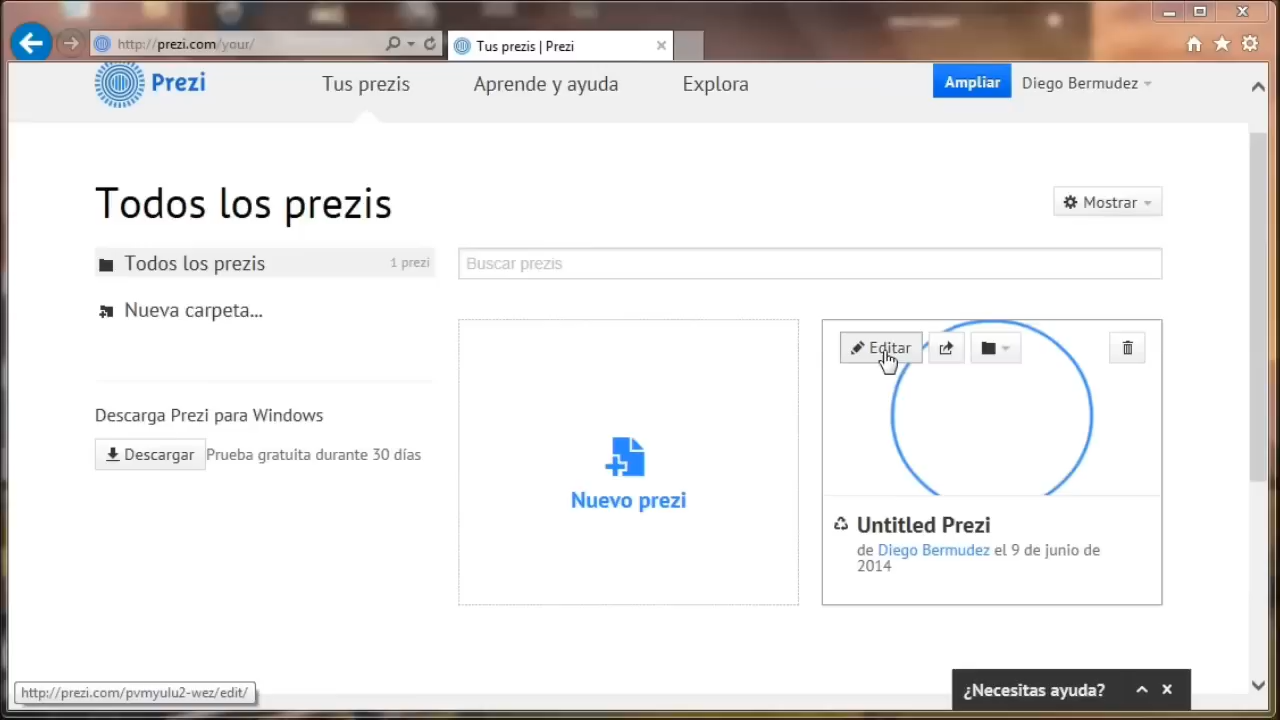 http://prezi.com/your/
Tus prezis | Prezi
Prezi
Tus prezis
Aprende y ayuda
Explora
Ampliar
Diego Bermudez
Todos los prezis
Mostrar
Todos los prezis
1 prezi
Buscar prezis
Nueva carpeta...
Editar
Descarga Prezi para Windows
Descargar
Prueba gratuita durante 30 días
Nuevo prezi
Untitled Prezi
de Diego Bermudez el 9 de junio de
2014
http://prezi.com/pvmyulu2-wez/edit/
¿Necesitas ayuda?